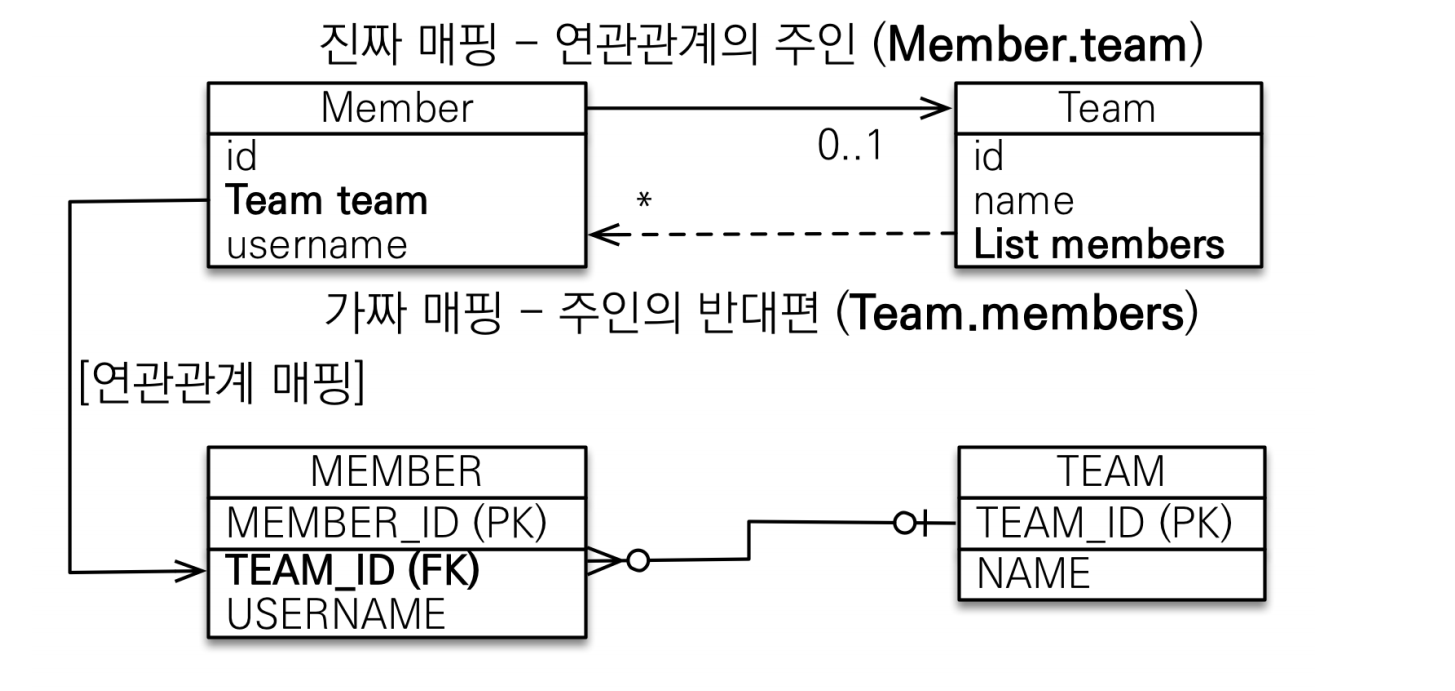 진짜 매핑 - 연관관계의 주인 (Member.team)
Member
id
Team team
username
0..1
*
Team
id
name
List members
가짜 매핑 - 주인의 반대편 (Team.members)
[연관관계 매핑]
MEMBER
MEMBER_ID (PK)
TEAM_ID (FK)
USERNAME
TEAM
TEAM_ID (PK)
NAME